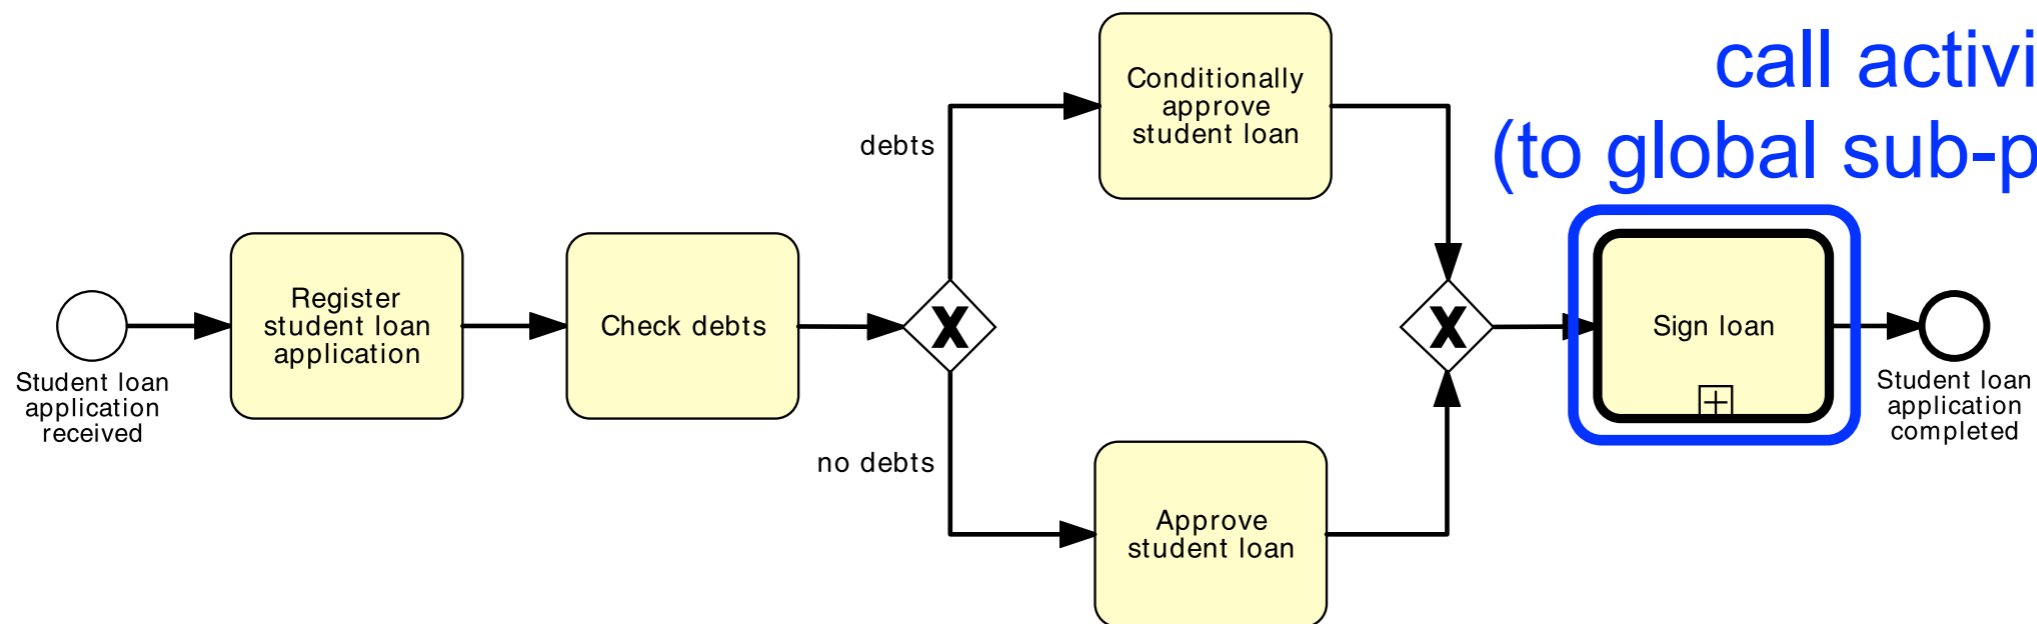 call activi
(to global sub-p
Student loan
application
received
Register
student loan
application
Check debts
debts
no debts
Conditionally
approve
student loan
Approve
student loan
X
X
Sign loan
Student loan
application
completed